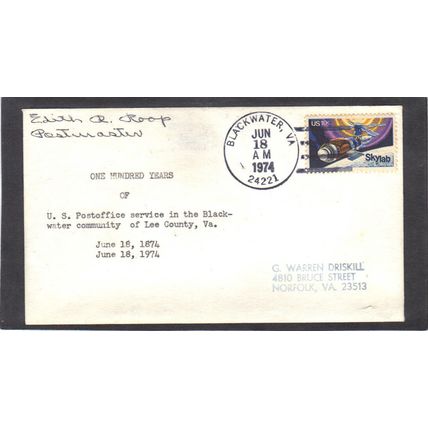 Edith R. Roop
Postmaster
BLACKWATER, VA
JUN
18
AM
1974
24221
US 10c
Skylab
ONE HUNDRED YEARS
OF
U. S. Postoffice service in the Black-
water community of Lee County, Va.
June 18, 1874
June 18, 1974
G. WARREN DRISKILL
4810 BRUCE STREET
NORFOLK, VA. 23513